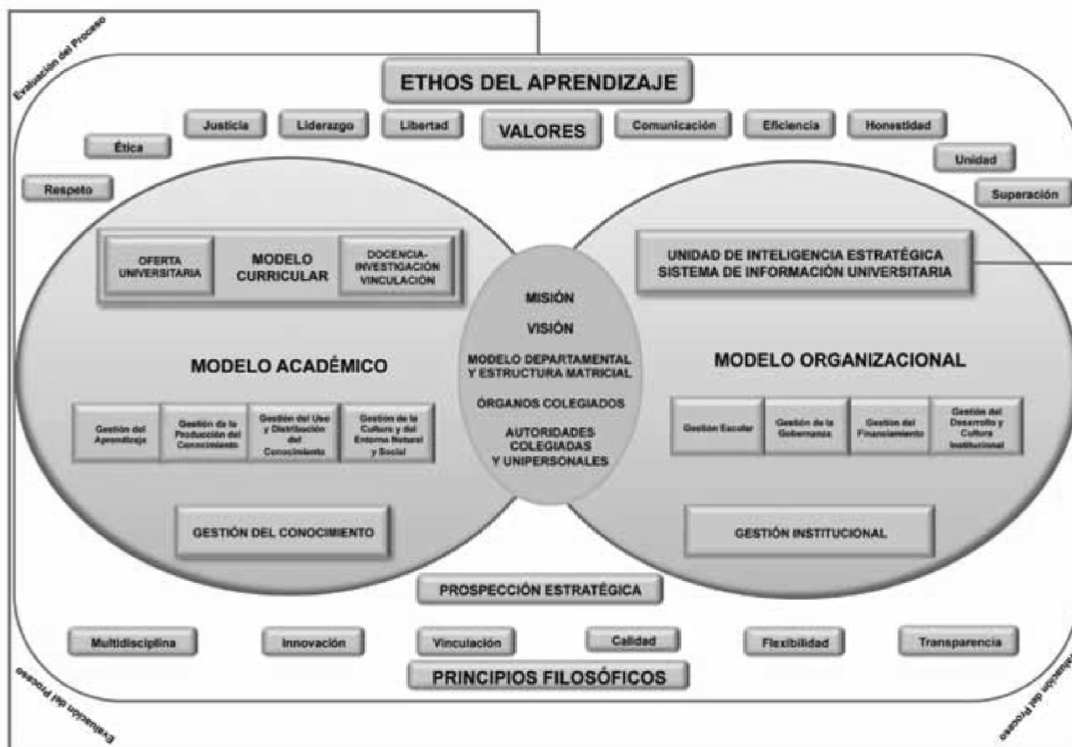 Evaluación del Proceso
ETHOS DEL APRENDIZAJE
Justicia
Liderazgo
Libertad
VALORES
Comunicación
Eficiencia
Honestidad
Ética
Unidad
Respeto
Superación
OFERTA
UNIVERSITARIA
MODELO
CURRICULAR
DOCENCIA-
INVESTIGACIÓN
VINCULACIÓN
UNIDAD DE INTELIGENCIA ESTRATÉGICA
SISTEMA DE INFORMACIÓN UNIVERSITARIA
MISIÓN
VISIÓN
MODELO DEPARTAMENTAL
Y ESTRUCTURA MATRICIAL
ÓRGANOS COLEGIADOS
AUTORIDADES
COLEGIADAS
Y UNIPERSONALES
MODELO ACADÉMICO
MODELO ORGANIZACIONAL
Gestión del
Aprendizaje
Gestión de la
Producción del
Conocimiento
Gestión del Uso
y Distribución
del
Conocimiento
Gestión de la
Cultura y del
Entorno Natural
y Social
Gestión Escolar
Gestión de la
Gobernanza
Gestión del
Financiamiento
Gestión del
Desarrollo y
Cultura
Institucional
GESTIÓN DEL CONOCIMIENTO
GESTIÓN INSTITUCIONAL
PROSPECCIÓN ESTRATÉGICA
Multidisciplina
Innovación
Vinculación
Calidad
Flexibilidad
Transparencia
PRINCIPIOS FILOSÓFICOS
Evaluación del Proceso
Evaluación del Proceso